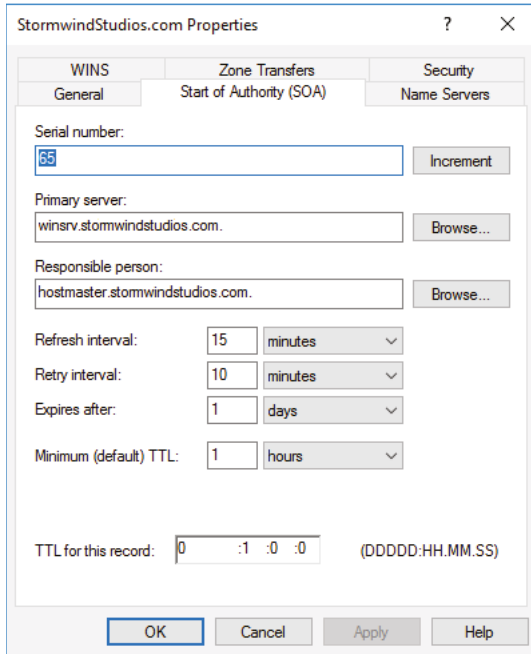 StormwindStudios.com Properties ? ×
WINS Zone Transfers Security
General Start of Authority (SOA) Name Servers
Serial number:
65 Increment
Primary server:
winsrv.stormwindstudios.com. Browse...
Responsible person:
hostmaster.stormwindstudios.com. Browse...
Refresh interval: 15 minutes
Retry interval: 10 minutes
Expires after: 1 days
Minimum (default) TTL: 1 hours
TTL for this record: 0 :1 :0 :0 (DDDDD:HH.MM.SS)
OK Cancel Apply Help